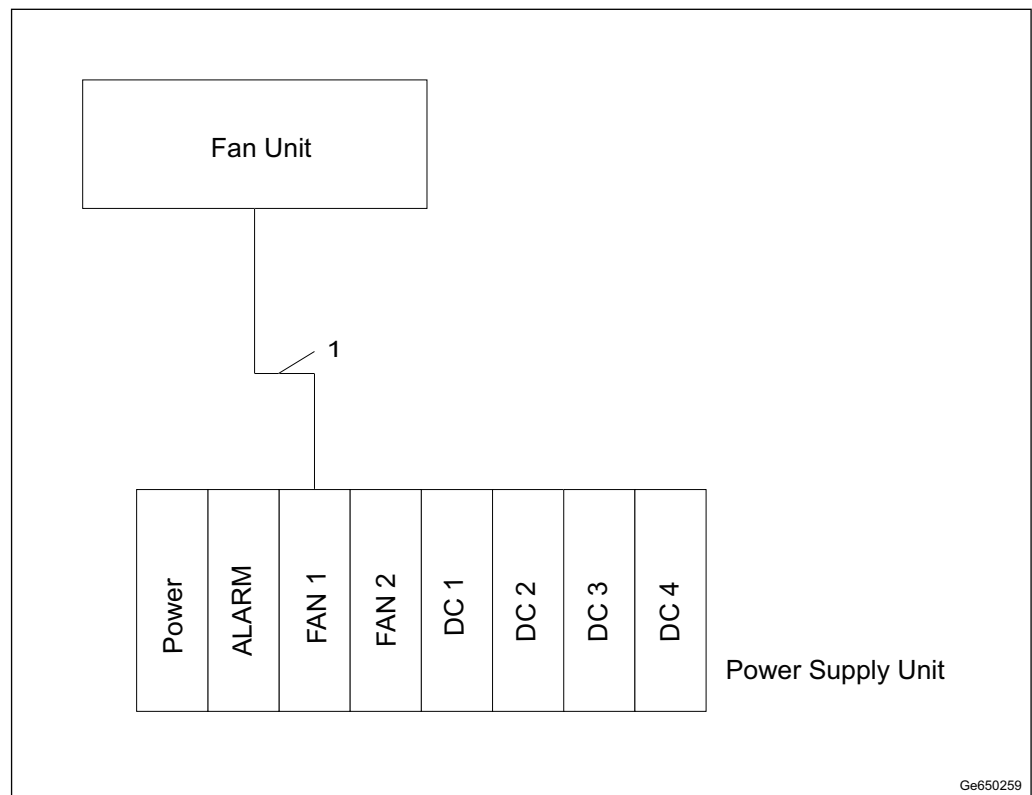 Fan Unit
1
Power
ALARM
FAN 1
FAN 2
DC 1
DC 2
DC 3
DC 4
Power Supply Unit
Ge650259